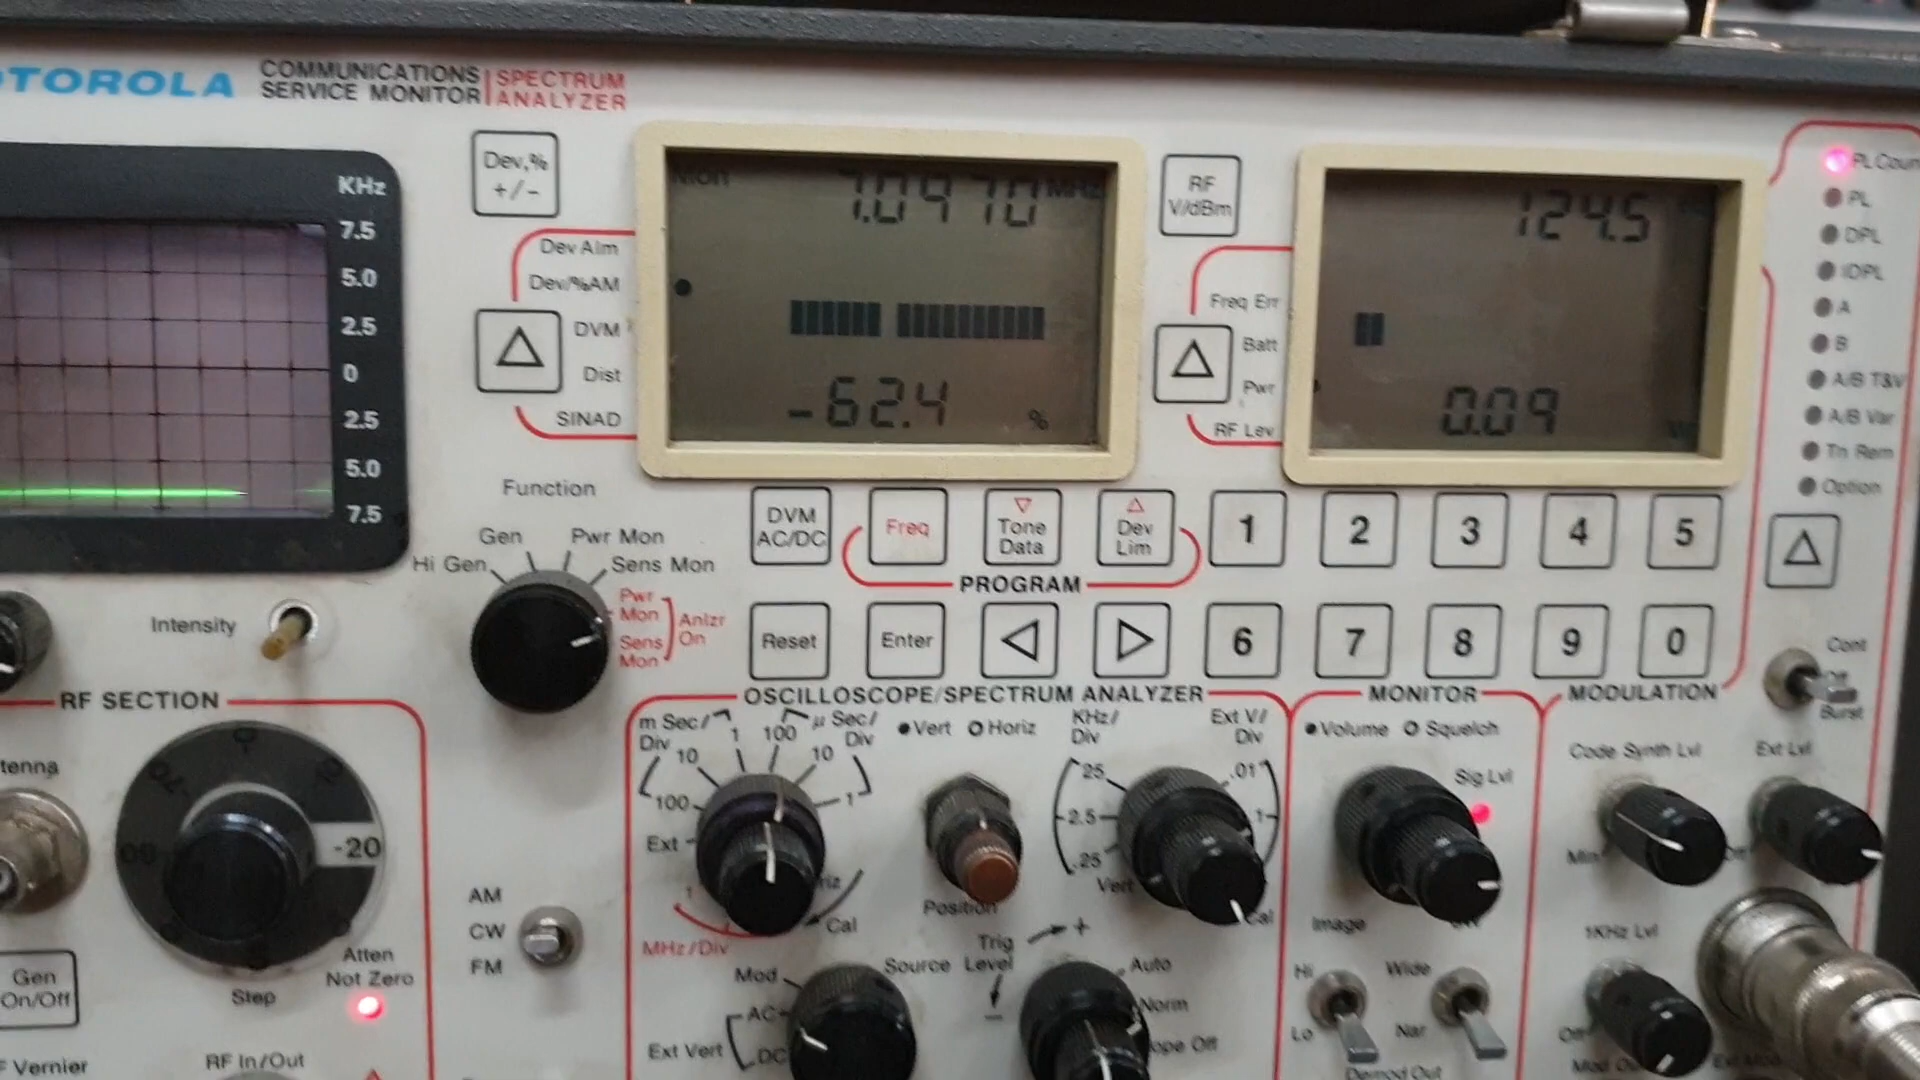 OTOROLA
COMMUNICATIONS
SERVICE MONITOR
SPECTRUM
ANALYZER
KHz
7.5
5.0
2.5
0
2.5
5.0
7.5
Dev,%
+/-
Dev Alm
Dev/%AM
DVM
Dist
SINAD
Mon
7.0970 MHz
-62.4 %
RF
V/dBm
Freq Err
Batt
Pwr
RF Lev
124.5
0.09
PL Coun
PL
DPL
IDPL
A
B
A/B T&V
A/B Var
Tn Rem
Option
Function
Gen
Pwr Mon
Hi Gen
Sens Mon
Pwr
Mon
Sens
Mon
Anlzr
On
Intensity
DVM
AC/DC
Freq
Tone
Data
Dev
Lim
PROGRAM
1
2
3
4
5
Reset
Enter
6
7
8
9
0
Cont
Off
Burst
RF SECTION
tenna
-20
Step
Atten
Not Zero
Gen
On/Off
F Vernier
RF In/Out
AM
CW
FM
OSCILLOSCOPE/SPECTRUM ANALYZER
m Sec/
Div
1
10
100
Ext
100
µ Sec/
Div
10
1
Cal
MHz/Div
Vert
Horiz
KHz/
Div
Ext V/
Div
25
2.5
.25
Vert
.01
1
Cal
Position
Trig
Level
+
-
Mod
AC
DC
Ext Vert
Source
Auto
Norm
ope Off
MONITOR
Volume
Squelch
Sig Lvl
Image
Hi
Lo
Wide
Nar
Demod Out
MODULATION
Code Synth Lvl
Ext Lvl
Min
Off
1KHz Lvl
Off